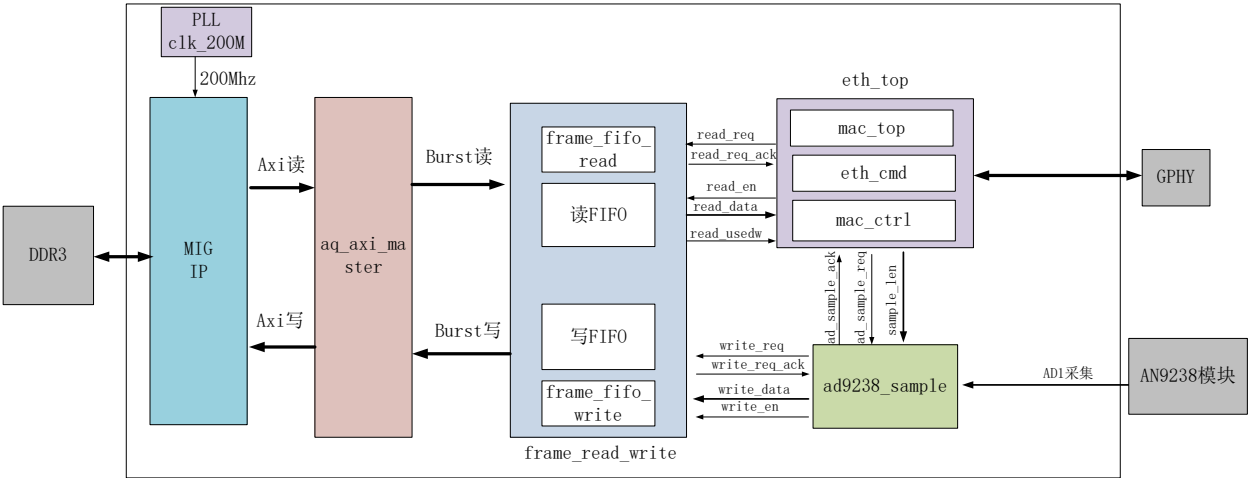 PLL
clk_200M
200Mhz
DDR3
MIG
IP
Axi读
Axi写
aq_axi_ma
ster
Burst读
Burst写
frame_fifo_
read
读FIFO
写FIFO
frame_fifo_
write
frame_read_write
read_req
read_req_ack
read_en
read_data
read_usedw
eth_top
mac_top
eth_cmd
mac_ctrl
GPHY
ad_sample_ack
ad_sample_req
sample_len
write_req
write_req_ack
write_data
write_en
ad9238_sample
AD1采集
AN9238模块